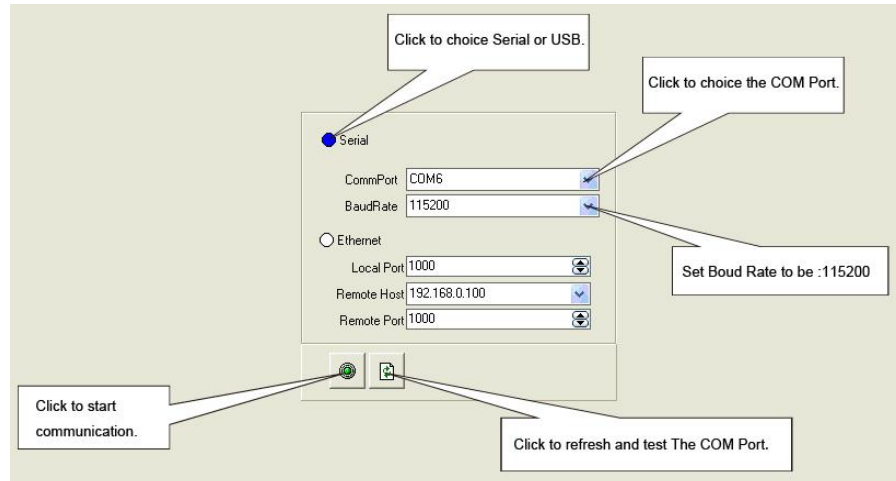 Click to choice Serial or USB.
Click to choice the COM Port.
Serial
CommPort COM6
BaudRate 115200
Ethernet
Local Port 1000
Remote Host 192.168.0.100
Remote Port 1000
Set Boud Rate to be :115200
Click to start
communication.
Click to refresh and test The COM Port.